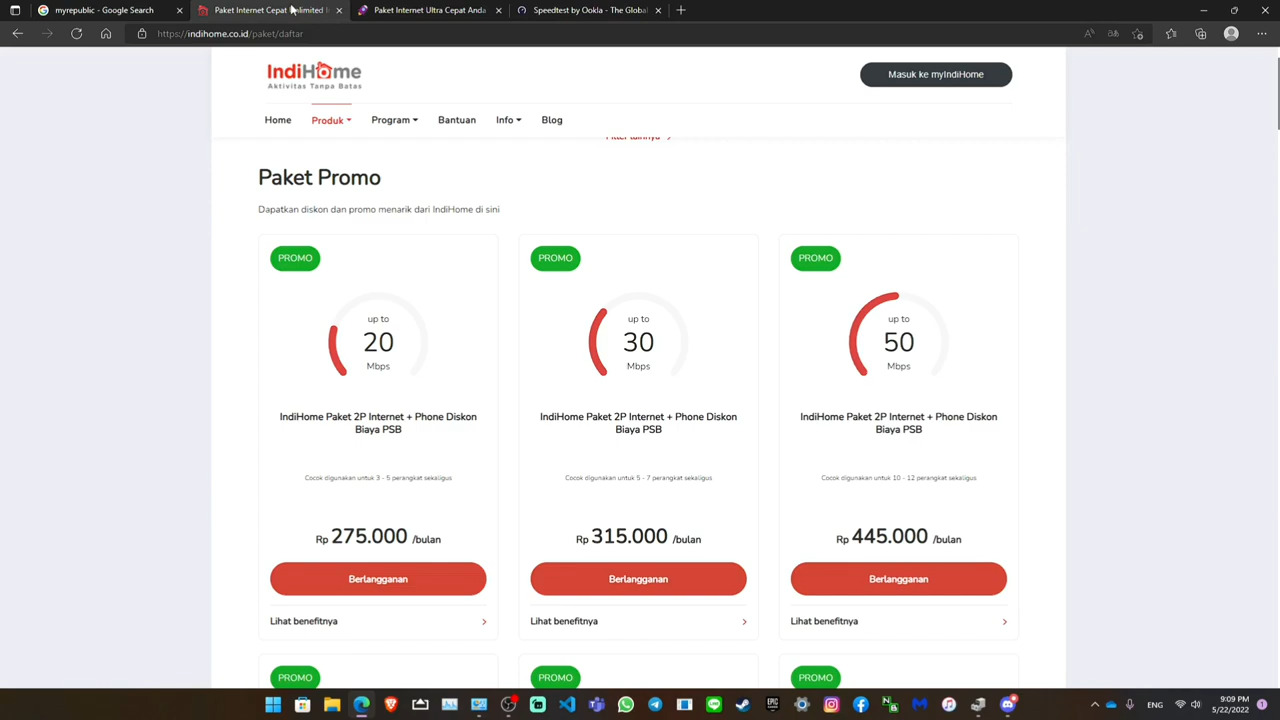 myrepublic - Google Search
Paket Internet Cepat Unlimited
Paket Internet Ultra Cepat Anda
Speedtest by Ookla - The Global
https://indihome.co.id/paket/daftar
IndiHome
Aktivitas Tanpa Batas
Masuk ke myIndiHome
Home
Produk
Program
Bantuan
Info
Blog
Filter lainnya
Paket Promo
Dapatkan diskon dan promo menarik dari IndiHome di sini
PROMO
up to
20
Mbps
IndiHome Paket 2P Internet + Phone Diskon
Biaya PSB
Cocok digunakan untuk 3 - 5 perangkat sekaligus
Rp 275.000 /bulan
Berlangganan
Lihat benefitnya
PROMO
up to
30
Mbps
IndiHome Paket 2P Internet + Phone Diskon
Biaya PSB
Cocok digunakan untuk 5 - 7 perangkat sekaligus
Rp 315.000 /bulan
Berlangganan
Lihat benefitnya
PROMO
up to
50
Mbps
IndiHome Paket 2P Internet + Phone Diskon
Biaya PSB
Cocok digunakan untuk 10 - 12 perangkat sekaligus
Rp 445.000 /bulan
Berlangganan
Lihat benefitnya
PROMO
PROMO
PROMO
ENG
9:09 PM
5/22/2022